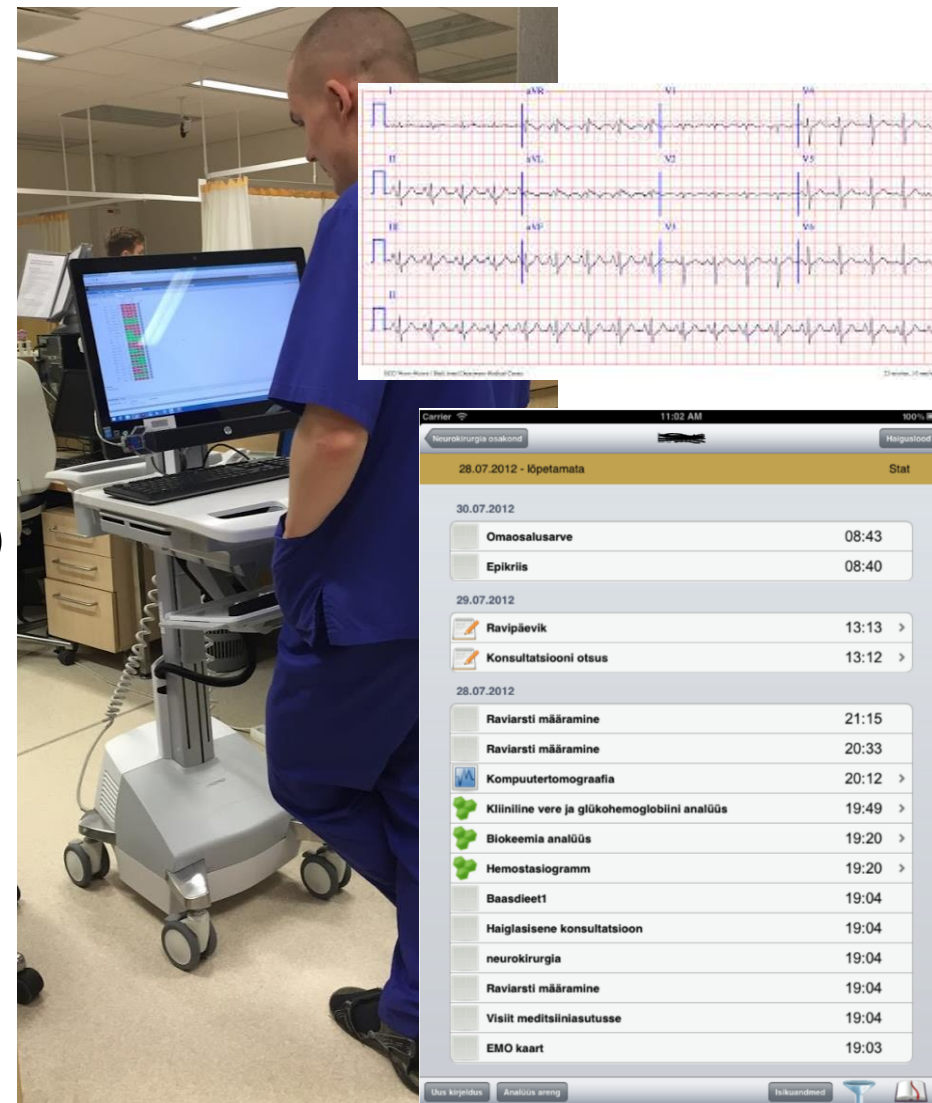 )
I aVR V1 V4
II aVL V2 V5
III aVF V3 V6
II
hp
Carrier 11:02 AM 100%
Neurokirurgia osakond
Haiguslood
28.07.2012 - lõpetamata Stat
30.07.2012
Omaosalusarve 08:43
Epikriis 08:40
29.07.2012
Ravipäevik 13:13 >
Konsultatsiooni otsus 13:12 >
28.07.2012
Raviarsti määramine 21:15
Raviarsti määramine 20:33
Kompuutertomograafia 20:12 >
Kliiniline vere ja glükohemoglobiini analüüs 19:49 >
Biokeemia analüüs 19:20 >
Hemostasiogramm 19:20 >
Baasdieet1 19:04
Haiglasisene konsultatsioon 19:04
neurokirurgia 19:04
Raviarsti määramine 19:04
Visiit meditsiiniasutusse 19:04
EMO kaart 19:03
Uus kirjeldus Analüüs areng Isikuandmed